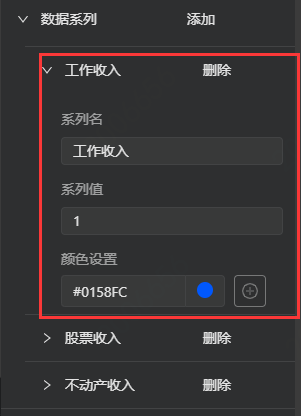 数据系列 添加
工作收入 删除
系列名
工作收入
系列值
1
颜色设置
#0158FC
股票收入 删除
不动产收入 删除